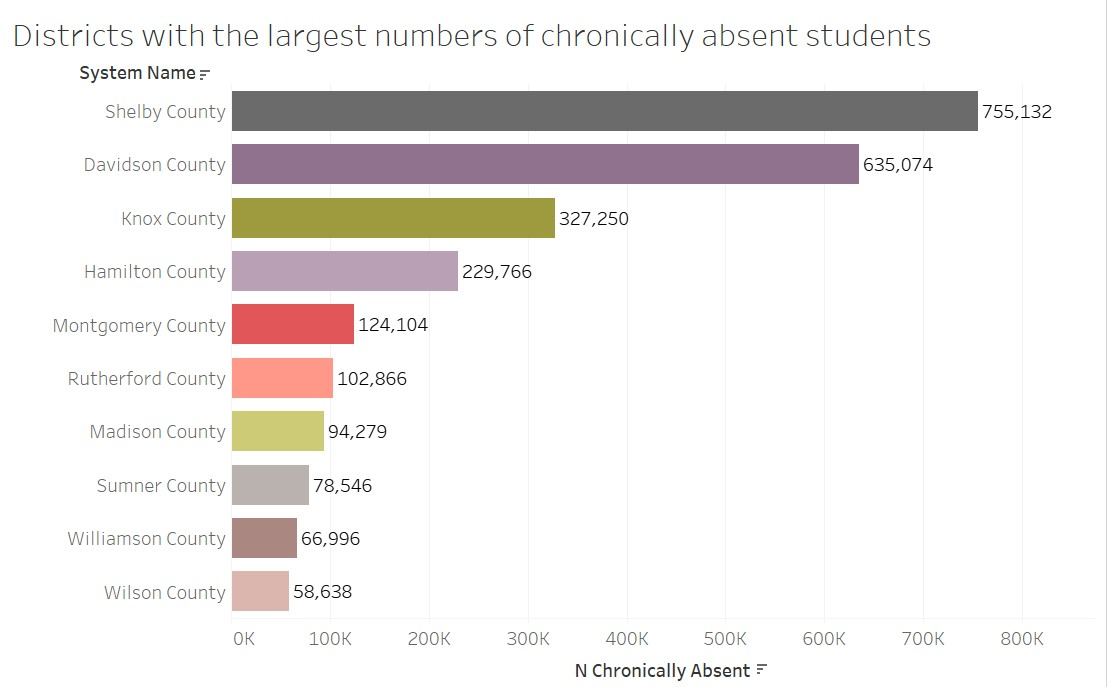 Districts with the largest numbers of chronically absent students
System Name
Shelby County 755,132
Davidson County 635,074
Knox County 327,250
Hamilton County 229,766
Montgomery County 124,104
Rutherford County 102,866
Madison County 94,279
Sumner County 78,546
Williamson County 66,996
Wilson County 58,638
0K 100K 200K 300K 400K 500K 600K 700K 800K
N Chronically Absent